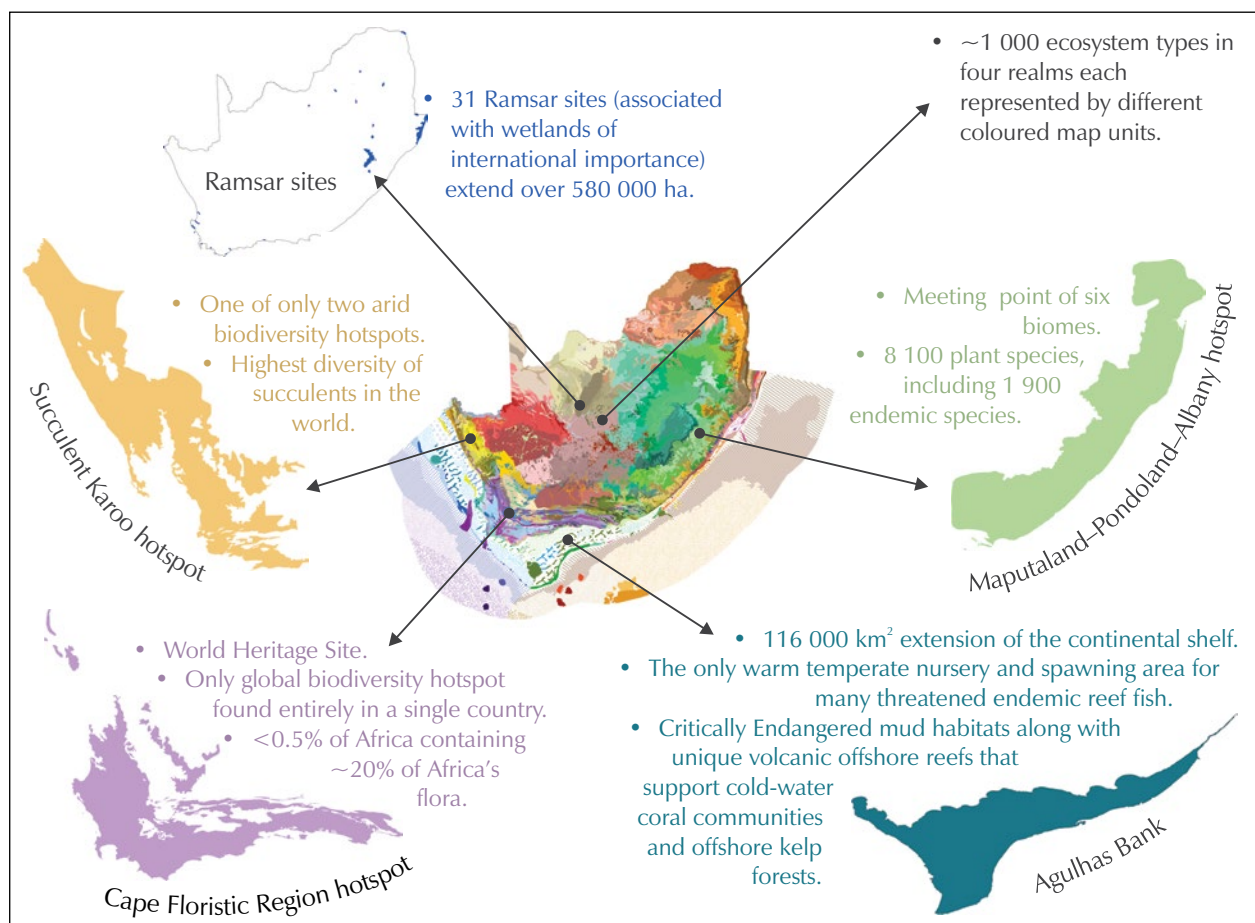 • 31 Ramsar sites (associated
with wetlands of
international importance)
extend over 580 000 ha.
Ramsar sites
• ~1 000 ecosystem types in
four realms each
represented by different
coloured map units.
• One of only two arid
biodiversity hotspots.
• Highest diversity of
succulents in the
world.
Succulent Karoo hotspot
• Meeting point of six
biomes.
• 8 100 plant species,
including 1 900
endemic species.
Maputaland–Pondoland–Albany hotspot
• World Heritage Site.
• Only global biodiversity hotspot
found entirely in a single country.
• <0.5% of Africa containing
~20% of Africa's
flora.
Cape Floristic Region hotspot
• 116 000 km² extension of the continental shelf.
• The only warm temperate nursery and spawning area for
many threatened endemic reef fish.
• Critically Endangered mud habitats along with
unique volcanic offshore reefs that
support cold-water
coral communities
and offshore kelp
forests.
Agulhas Bank